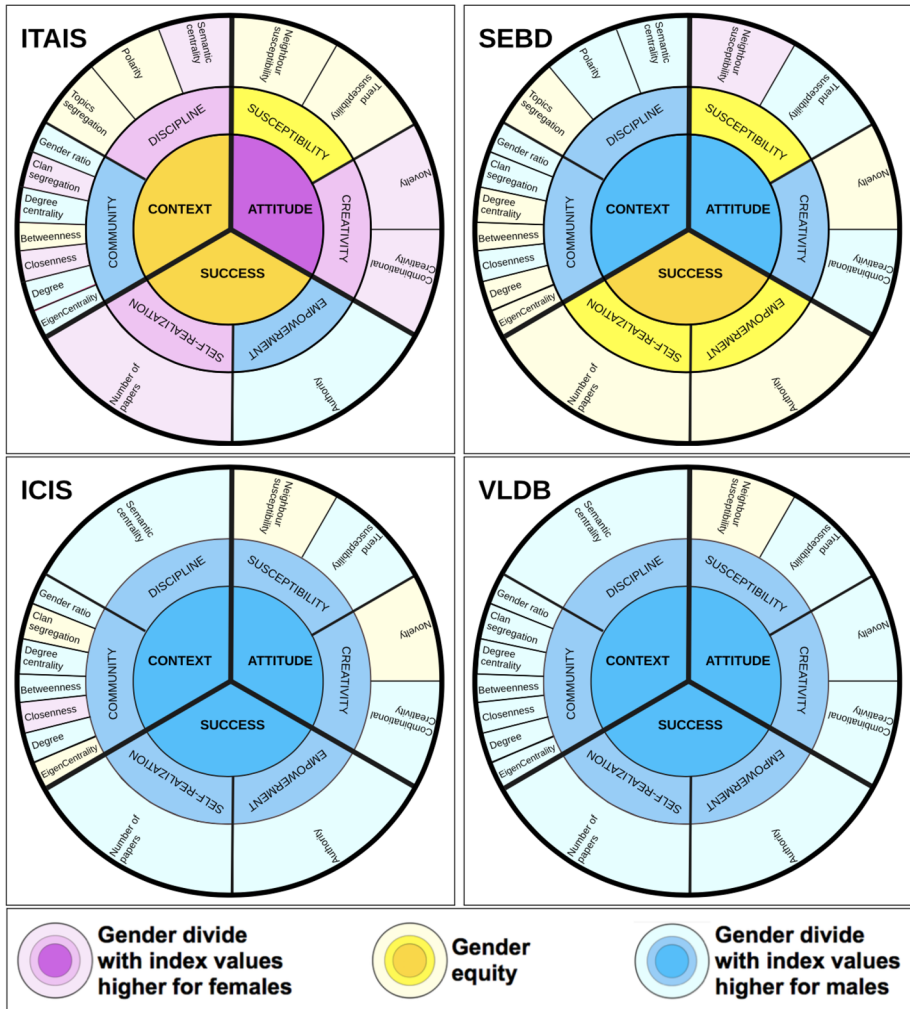 ITAIS
Semantic
centrality
Polarity
Topics
segregation
Gender ratio
Clan
segregation
Degree
centrality
Betweenness
Closeness
Degree
EigenCentrality
Number of
papers
Authority
Combinational
Creativity
Novelty
Trend
susceptibility
Neighbour
susceptibility
DISCIPLINE
SUSCEPTIBILITY
COMMUNITY
CREATIVITY
SELF-REALIZATION
EMPOWERMENT
CONTEXT
ATTITUDE
SUCCESS
SEBD
Semantic
centrality
Polarity
Topics
segregation
Gender ratio
Clan
segregation
Degree
centrality
Betweenness
Closeness
Degree
EigenCentrality
Number of
papers
Authority
Combinational
Creativity
Novelty
Trend
susceptibility
Neighbour
susceptibility
DISCIPLINE
SUSCEPTIBILITY
COMMUNITY
CREATIVITY
SELF-REALIZATION
EMPOWERMENT
CONTEXT
ATTITUDE
SUCCESS
ICIS
Semantic
centrality
Gender ratio
Clan
segregation
Degree
centrality
Betweenness
Closeness
Degree
EigenCentrality
Number of
papers
Authority
Combinational
Creativity
Novelty
Trend
susceptibility
Neighbour
susceptibility
DISCIPLINE
SUSCEPTIBILITY
COMMUNITY
CREATIVITY
SELF-REALIZATION
EMPOWERMENT
CONTEXT
ATTITUDE
SUCCESS
VLDB
Semantic
centrality
Gender ratio
Clan
segregation
Degree
centrality
Betweenness
Closeness
Degree
EigenCentrality
Number of
papers
Authority
Combinational
Creativity
Novelty
Trend
susceptibility
Neighbour
susceptibility
DISCIPLINE
SUSCEPTIBILITY
COMMUNITY
CREATIVITY
SELF-REALIZATION
EMPOWERMENT
CONTEXT
ATTITUDE
SUCCESS
Gender divide
with index values
higher for females
Gender
equity
Gender divide
with index values
higher for males